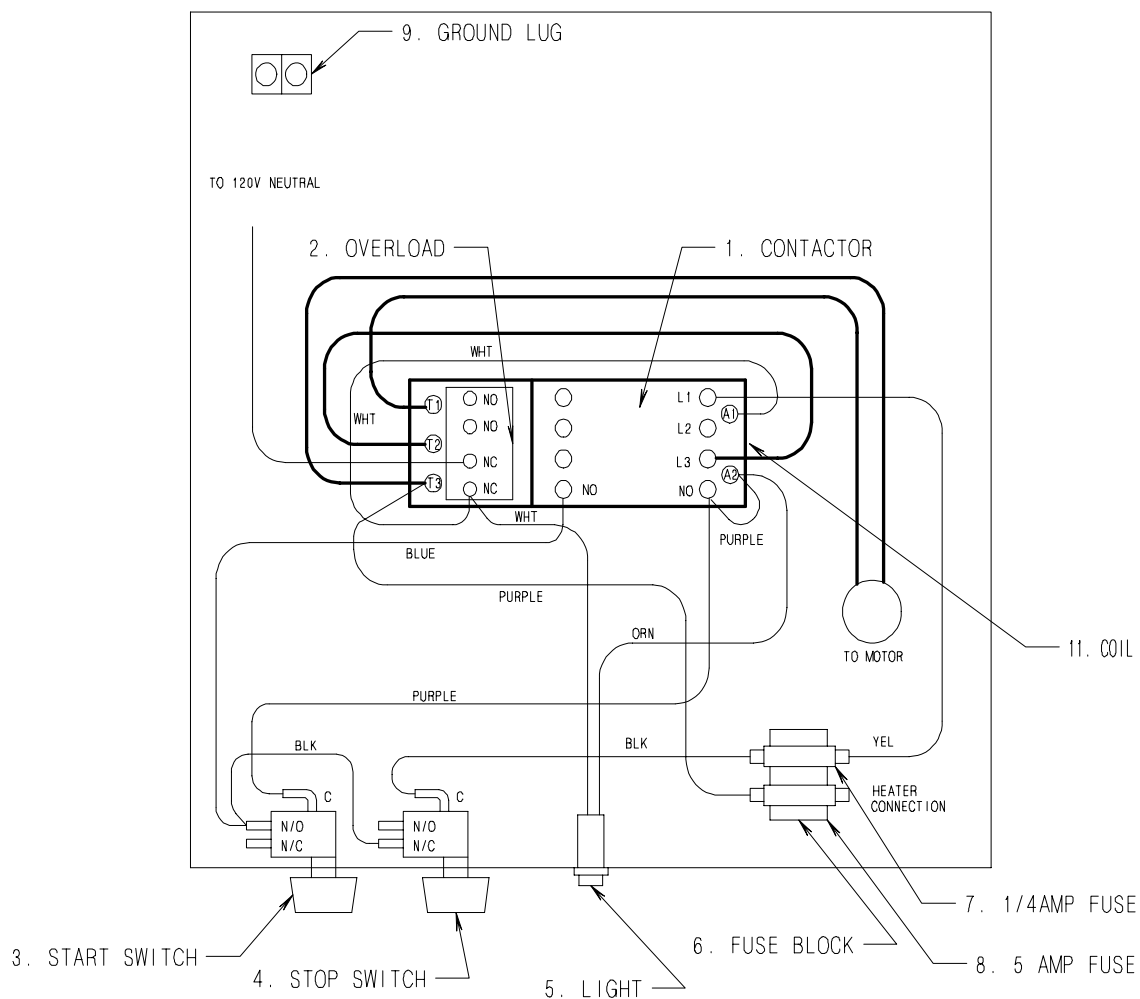 9. GROUND LUG
TO 120V NEUTRAL
2. OVERLOAD
1. CONTACTOR
WHT
WHT
T1
NO
L1
A1
NO
L2
T2
NC
L3
A2
T3
NC
NO
NO
WHT
PURPLE
BLUE
PURPLE
ORN
TO MOTOR
11. COIL
PURPLE
BLK
BLK
YEL
C
C
HEATER
CONNECTION
N/O
N/C
N/O
N/C
7. 1/4AMP FUSE
6. FUSE BLOCK
3. START SWITCH
8. 5 AMP FUSE
4. STOP SWITCH
5. LIGHT